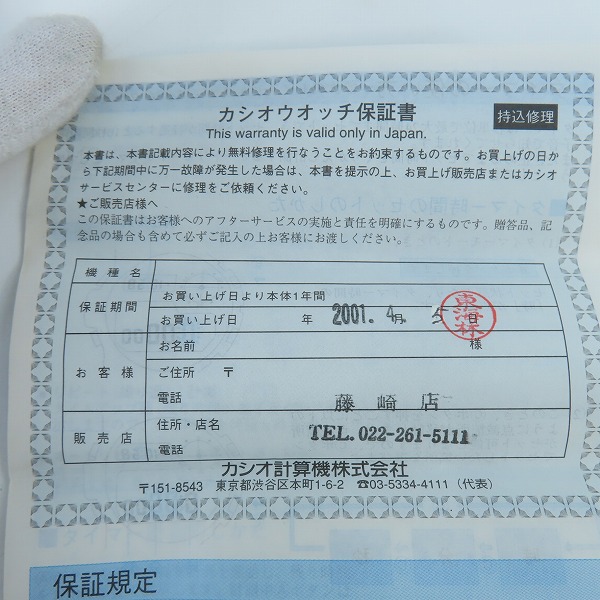 カシオウオッチ保証書
持込修理
This warranty is valid only in Japan.
本書は、本書記載内容により無料修理を行なうことをお約束するものです。お買上げの日か
ら下記期間中に万一故障が発生した場合は、本書を提示の上、お買上げ販売店またはカシオ
サービスセンターに修理をご依頼ください。
★ご販売店様へ
この保証書はお客様へのアフターサービスの実施と責任を明確にするものです。贈答品、記
念品の場合も含めて必ずご記入の上お客様にお渡しください。
機種名
保証期間
お買い上げ日より本体1年間
お買い上げ日 年 2001. 4月. 5日
東海林
お客様
お名前 様
ご住所 〒
電話
藤崎店
販売店
住所・店名
TEL. 022-261-5111
電話
カシオ計算機株式会社
〒151-8543 東京都渋谷区本町1-6-2 ☎03-5334-4111（代表）
保証規定